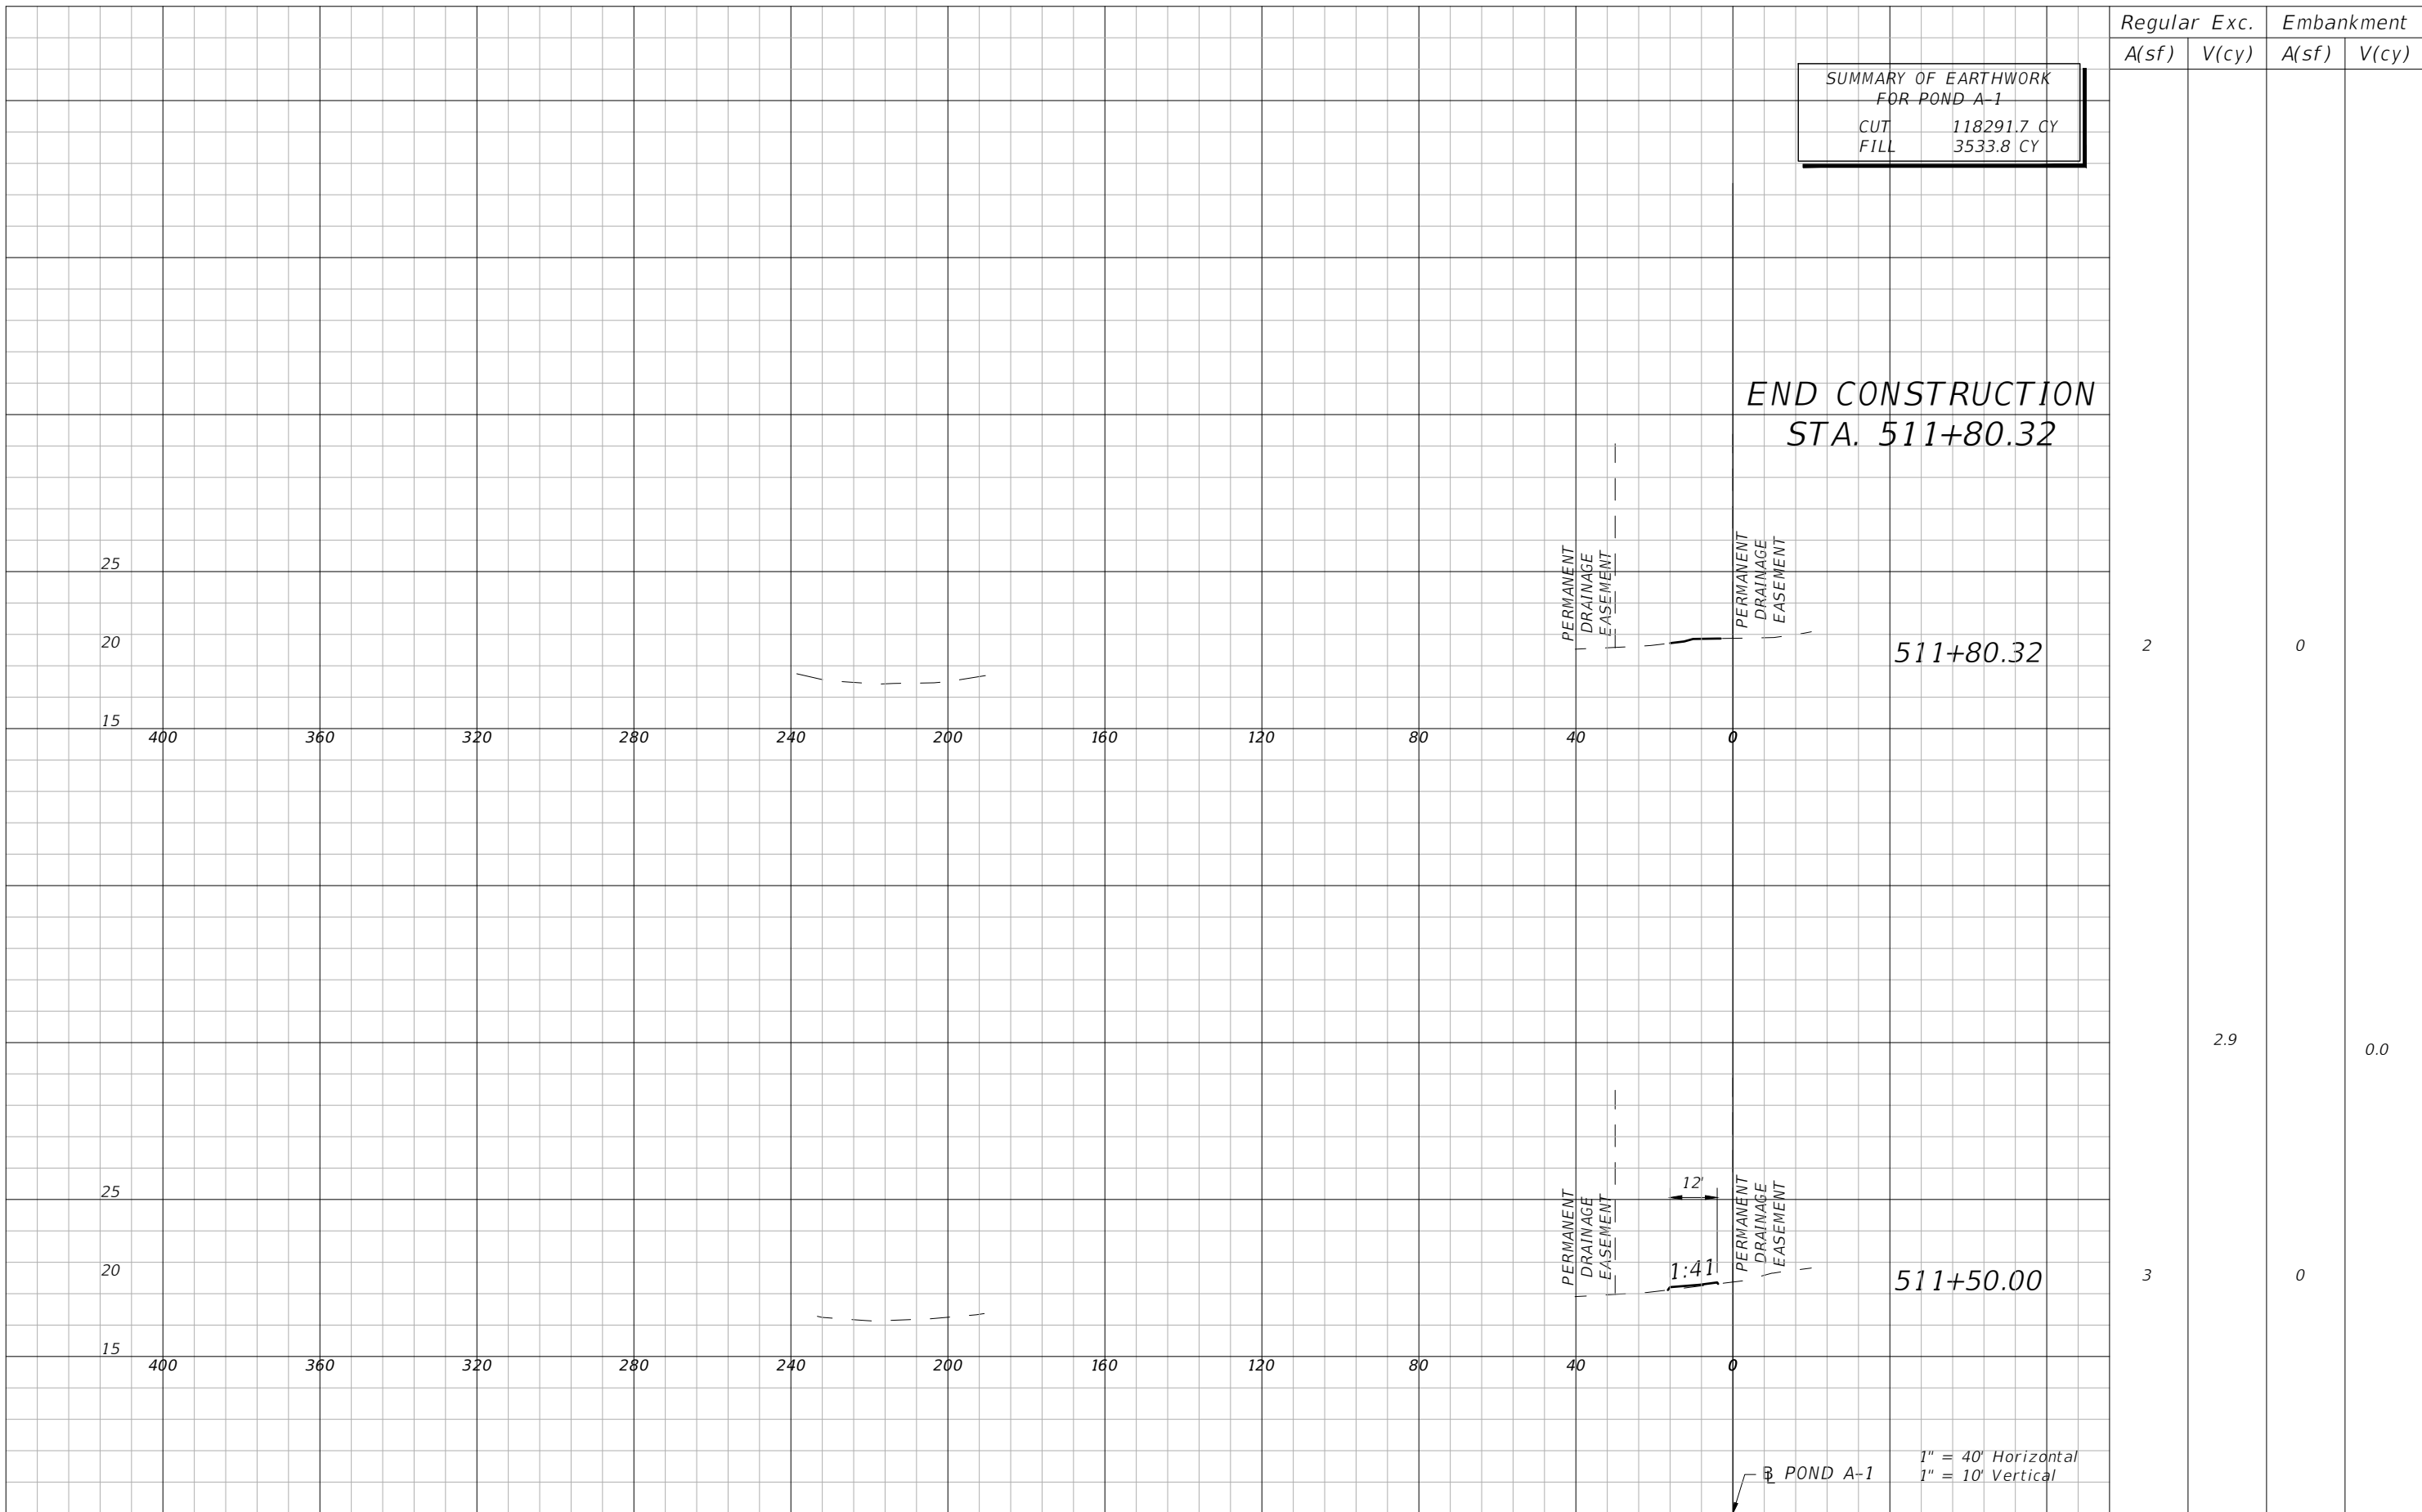 Regular Exc. Embankment
A(sf) V(cy) A(sf) V(cy)
SUMMARY OF EARTHWORK
FOR POND A-1
CUT 118291.7 CY
FILL 3533.8 CY
END CONSTRUCTION
STA. 511+80.32
PERMANENT
DRAINAGE
EASEMENT
PERMANENT
DRAINAGE
EASEMENT
25
20
15
511+80.32
2 0
400 360 320 280 240 200 160 120 80 40 0
2.9 0.0
PERMANENT
DRAINAGE
EASEMENT
12'
1:41
PERMANENT
DRAINAGE
EASEMENT
25
20
15
511+50.00
3 0
400 360 320 280 240 200 160 120 80 40 0
℄ POND A-1
1" = 40' Horizontal
1" = 10' Vertical